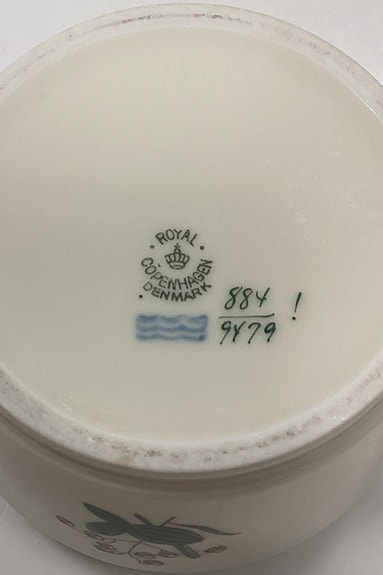 ROYAL
COPENHAGEN
DENMARK
884
9479
!